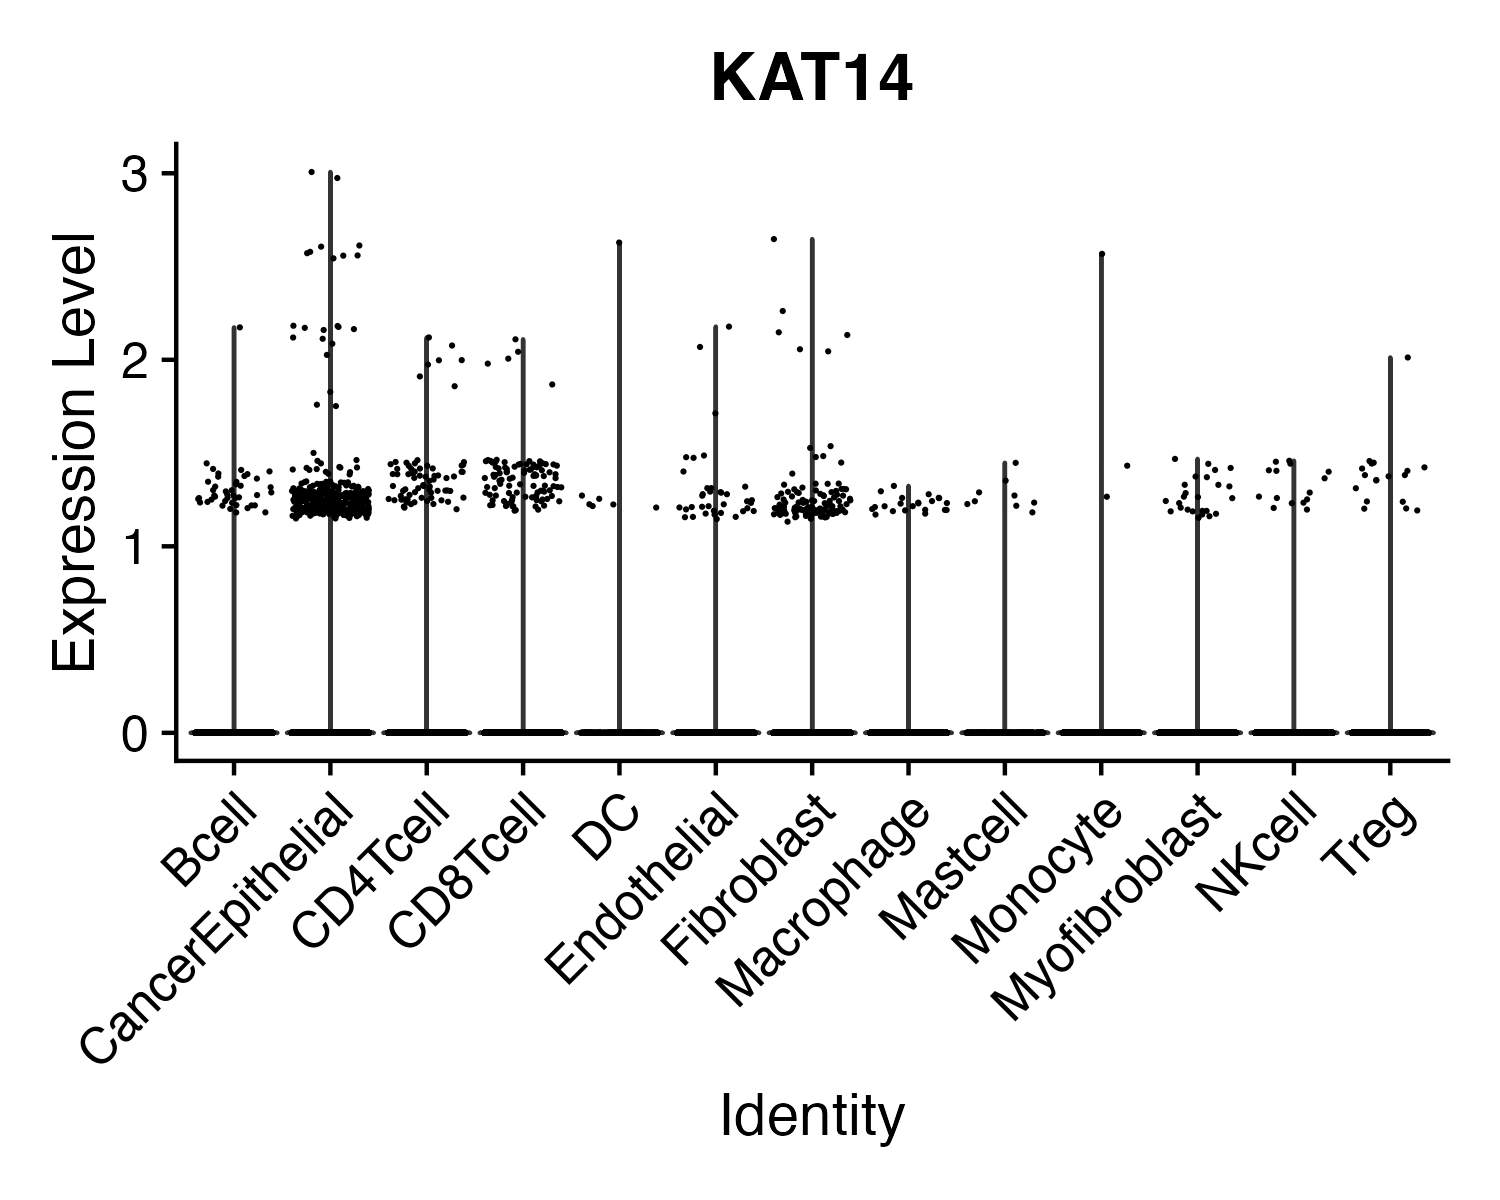 KAT14
Expression Level
3
2
1
0
Bcell
CancerEpithelial
CD4Tcell
CD8Tcell
DC
Endothelial
Fibroblast
Macrophage
Mastcell
Monocyte
Myofibroblast
NKcell
Treg
Identity